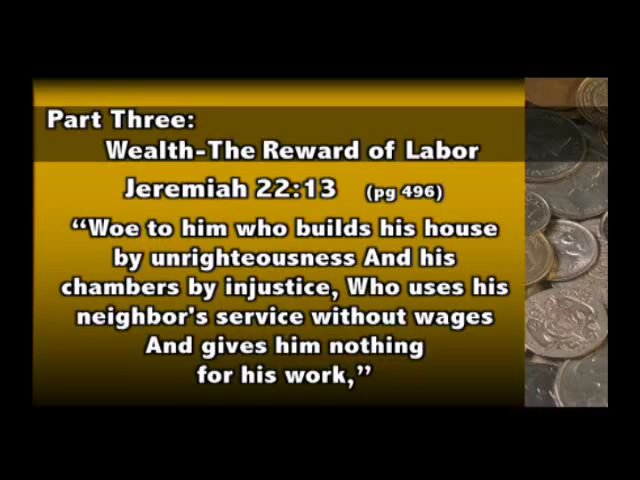 Part Three:
Wealth-The Reward of Labor
Jeremiah 22:13 (pg 496)
“Woe to him who builds his house
by unrighteousness And his
chambers by injustice, Who uses his
neighbor's service without wages
And gives him nothing
for his work,”